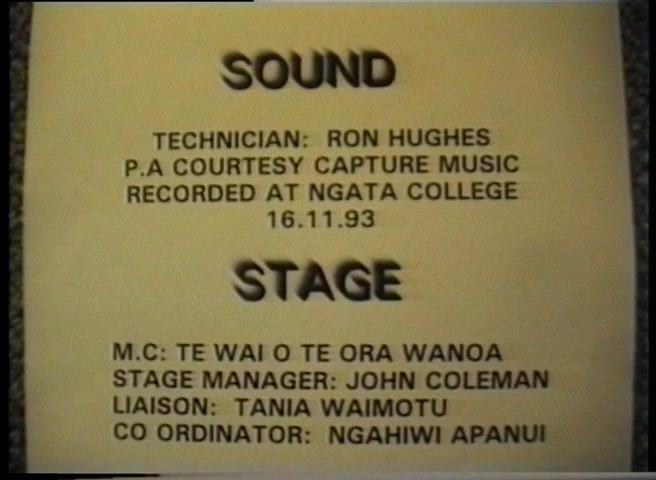 SOUND
TECHNICIAN: RON HUGHES
P.A COURTESY CAPTURE MUSIC
RECORDED AT NGATA COLLEGE
16.11.93
STAGE
M.C: TE WAI O TE ORA WANOA
STAGE MANAGER: JOHN COLEMAN
LIAISON: TANIA WAIMOTU
CO ORDINATOR: NGAHIWI APANUI